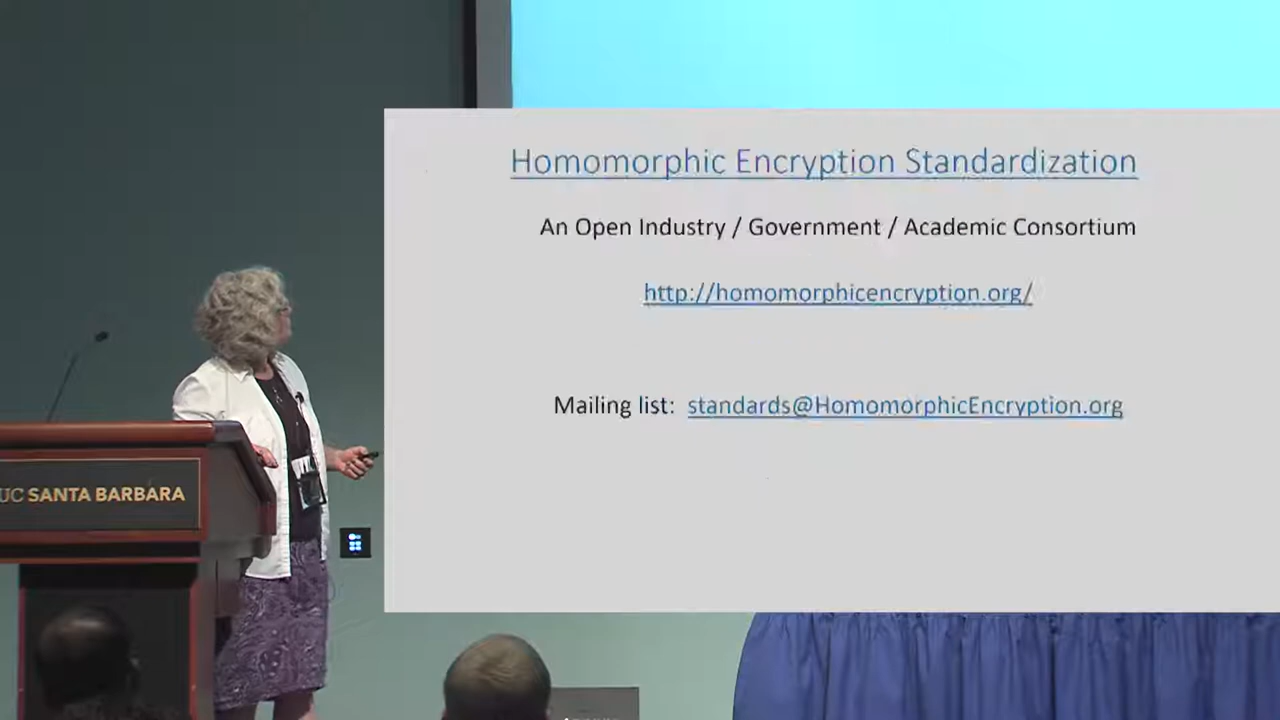 Homomorphic Encryption Standardization
An Open Industry / Government / Academic Consortium
http://homomorphicencryption.org/
Mailing list: standards@HomomorphicEncryption.org
UC SANTA BARBARA